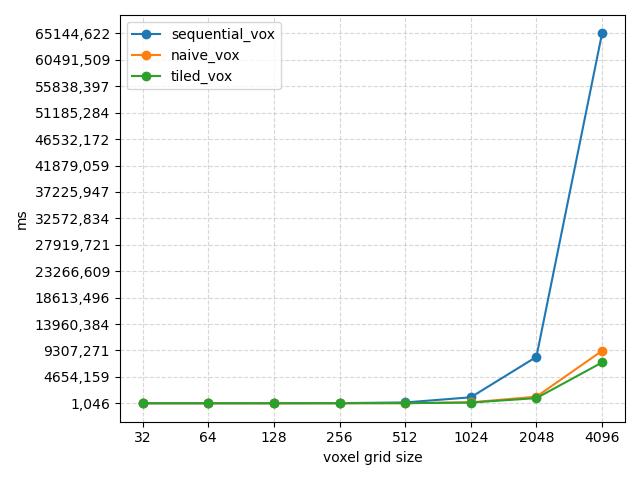 65144,622
60491,509
55838,397
51185,284
46532,172
41879,059
37225,947
32572,834
27919,721
23266,609
18613,496
13960,384
9307,271
4654,159
1,046
ms
sequential_vox
naive_vox
tiled_vox
32 64 128 256 512 1024 2048 4096
voxel grid size